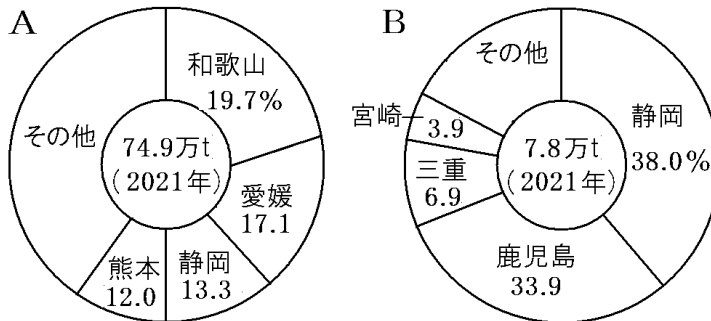 A
和歌山
19.7%
その他
74.9万t
(2021年)
愛媛
17.1
静岡
13.3
熊本
12.0
B
その他
宮崎
3.9
静岡
38.0%
7.8万t
(2021年)
三重
6.9
鹿児島
33.9